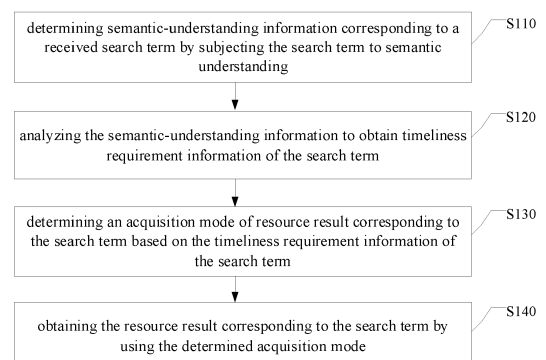 determining semantic-understanding information corresponding to a
received search term by subjecting the search term to semantic
understanding
S110
analyzing the semantic-understanding information to obtain timeliness
requirement information of the search term
S120
determining an acquisition mode of resource result corresponding to
the search term based on the timeliness requirement information of
the search term
S130
obtaining the resource result corresponding to the search term by
using the determined acquisition mode
S140